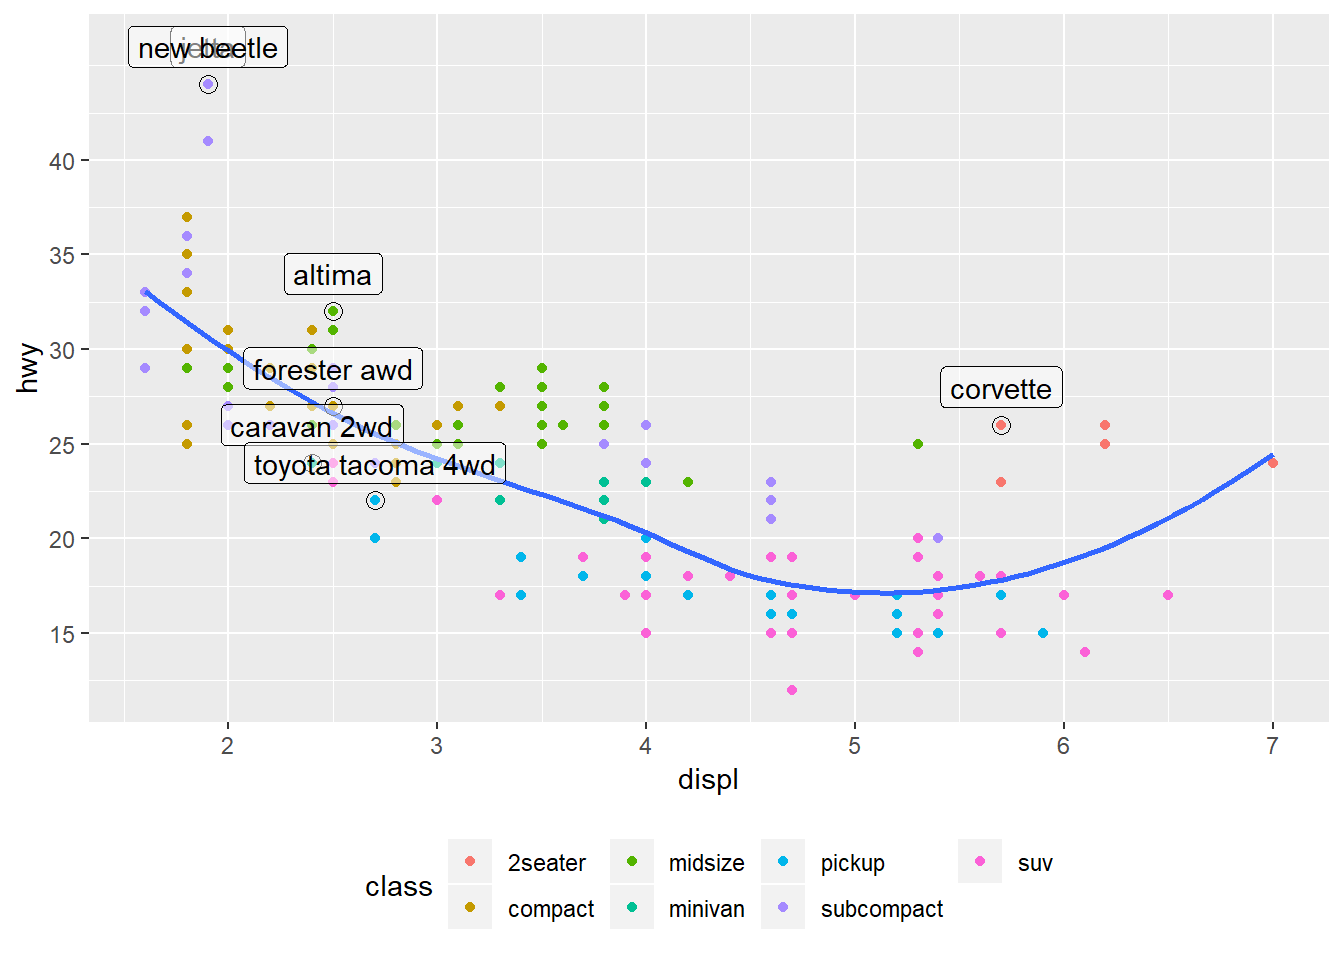 jetta
new beetle
altima
forester awd
caravan 2wd
toyota tacoma 4wd
corvette
hwy
40
35
30
25
20
15
2 3 4 5 6 7
displ
class
2seater midsize pickup suv
compact minivan subcompact